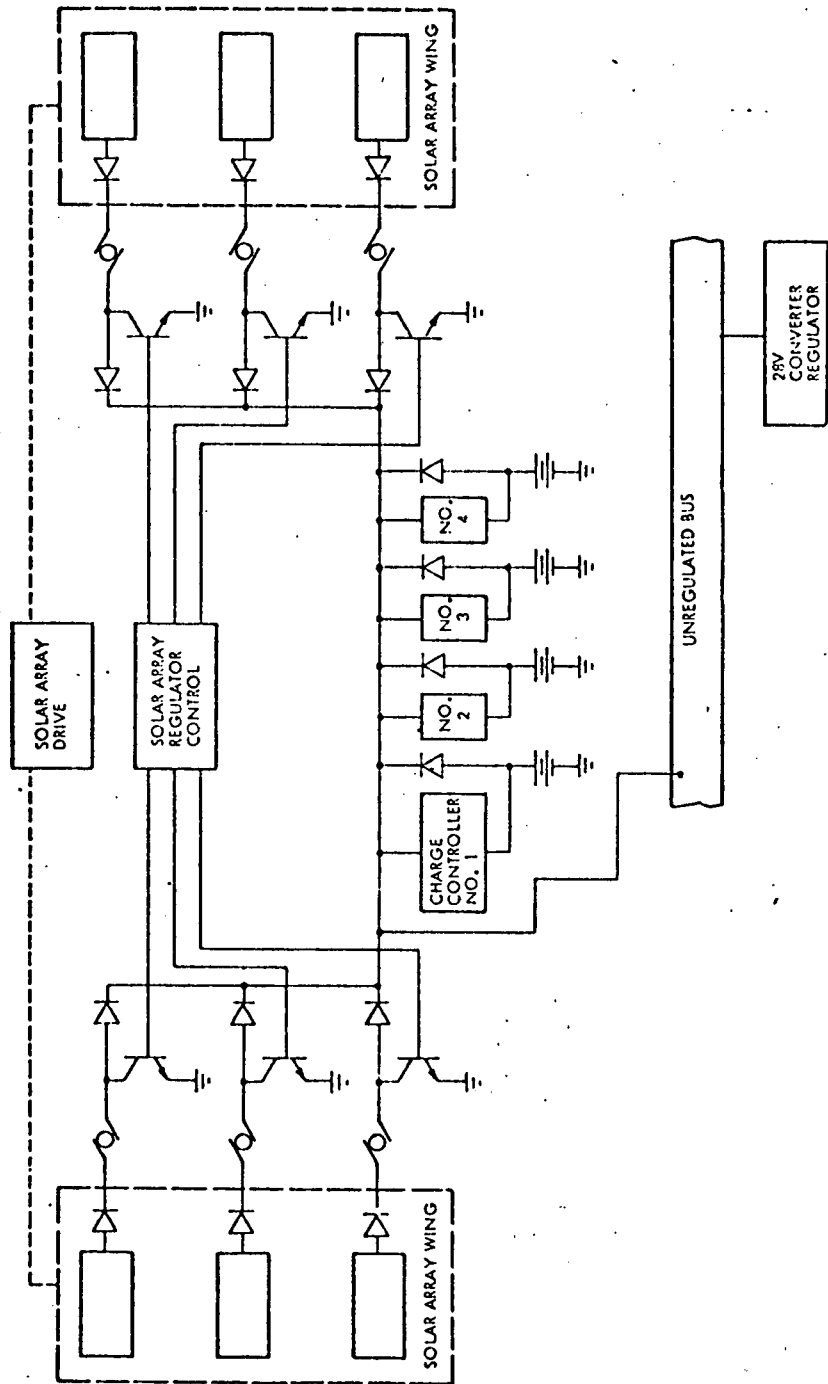 SOLAR ARRAY
DRIVE
SOLAR ARRAY
REGULATOR
CONTROL
SOLAR ARRAY WING
SOLAR ARRAY WING
CHARGE
CONTROLLER
NO. 1
NO.
2
NO.
3
NO.
4
UNREGULATED BUS
28V
CONVERTER
REGULATOR